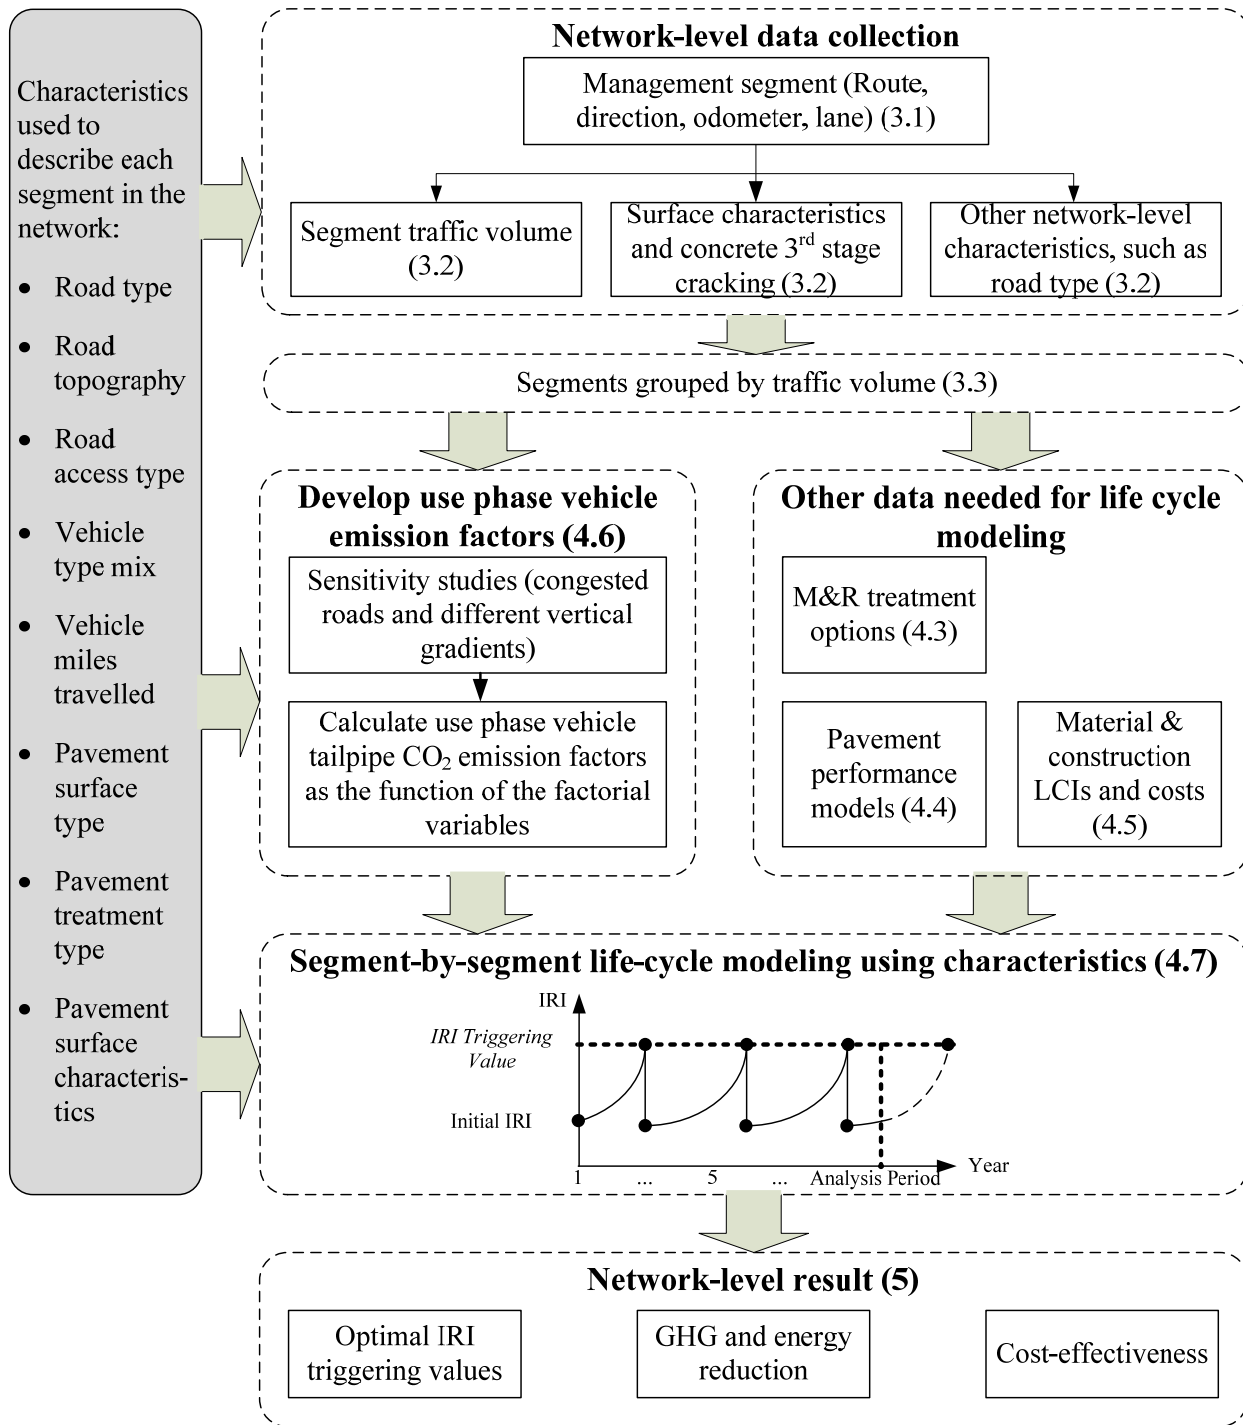 Characteristics
used to
describe each
segment in the
network:
• Road type
• Road
topography
• Road
access type
• Vehicle
type mix
• Vehicle
miles
travelled
• Pavement
surface
type
• Pavement
treatment
type
• Pavement
surface
characteris-
tics
Network-level data collection
Management segment (Route,
direction, odometer, lane) (3.1)
Segment traffic volume
(3.2)
Surface characteristics
and concrete 3rd stage
cracking (3.2)
Other network-level
characteristics, such as
road type (3.2)
Segments grouped by traffic volume (3.3)
Develop use phase vehicle
emission factors (4.6)
Sensitivity studies (congested
roads and different vertical
gradients)
Calculate use phase vehicle
tailpipe CO2 emission factors
as the function of the factorial
variables
Other data needed for life cycle
modeling
M&R treatment
options (4.3)
Pavement
performance
models (4.4)
Material &
construction
LCIs and costs
(4.5)
Segment-by-segment life-cycle modeling using characteristics (4.7)
IRI
IRI Triggering
Value
Initial IRI
Year
1 ... 5 ... Analysis Period
Network-level result (5)
Optimal IRI
triggering values
GHG and energy
reduction
Cost-effectiveness